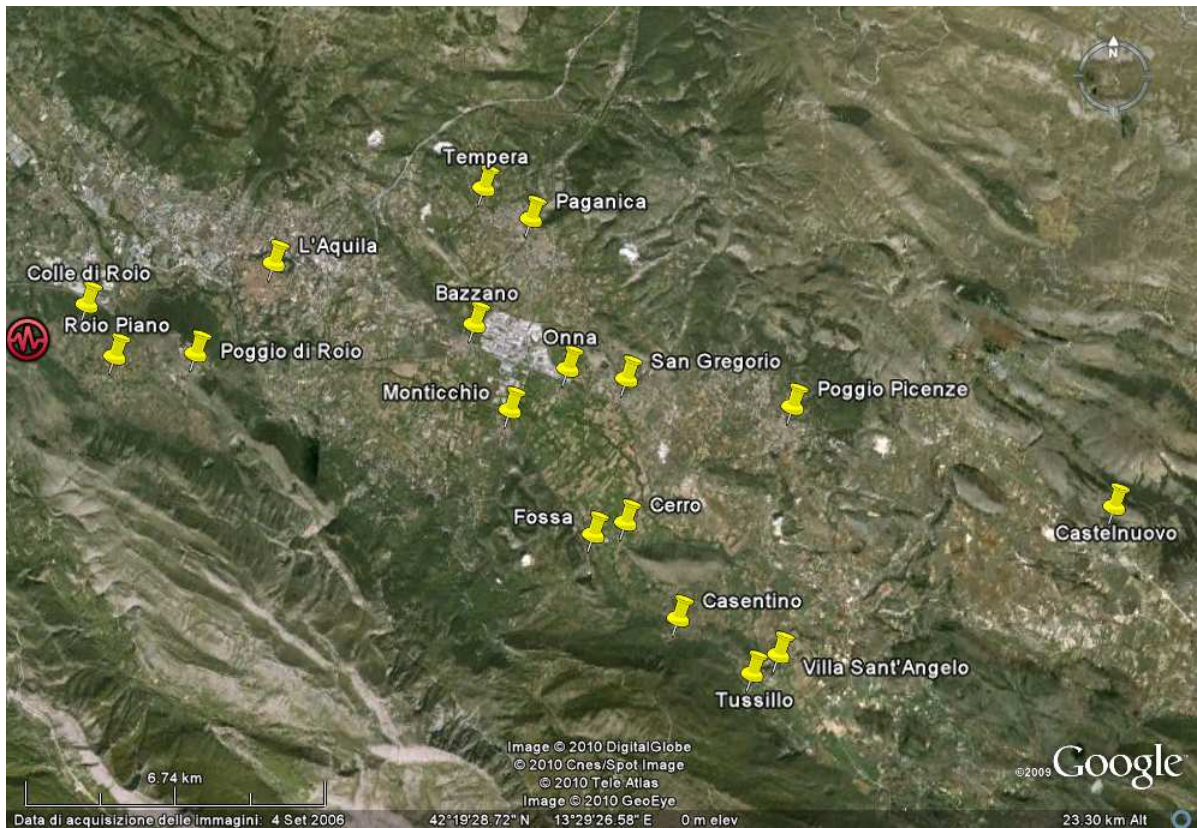 N
Tempera
Paganica
L'Aquila
Colle di Roio
Bazzano
Roio Piano
Poggio di Roio
Onna
San Gregorio
Monticchio
Poggio Picenze
Cerro
Fossa
Castelnuovo
Casentino
Villa Sant'Angelo
Tussillo
Image © 2010 DigitalGlobe
© 2010 Cnes/Spot Image
© 2010 Tele Atlas
Image © 2010 GeoEye
©2009 Google
6.74 km
Data di acquisizione delle immagini: 4 Set 2006 42°19'28.72" N 13°29'26.58" E 0 m elev 23.30 km Alt